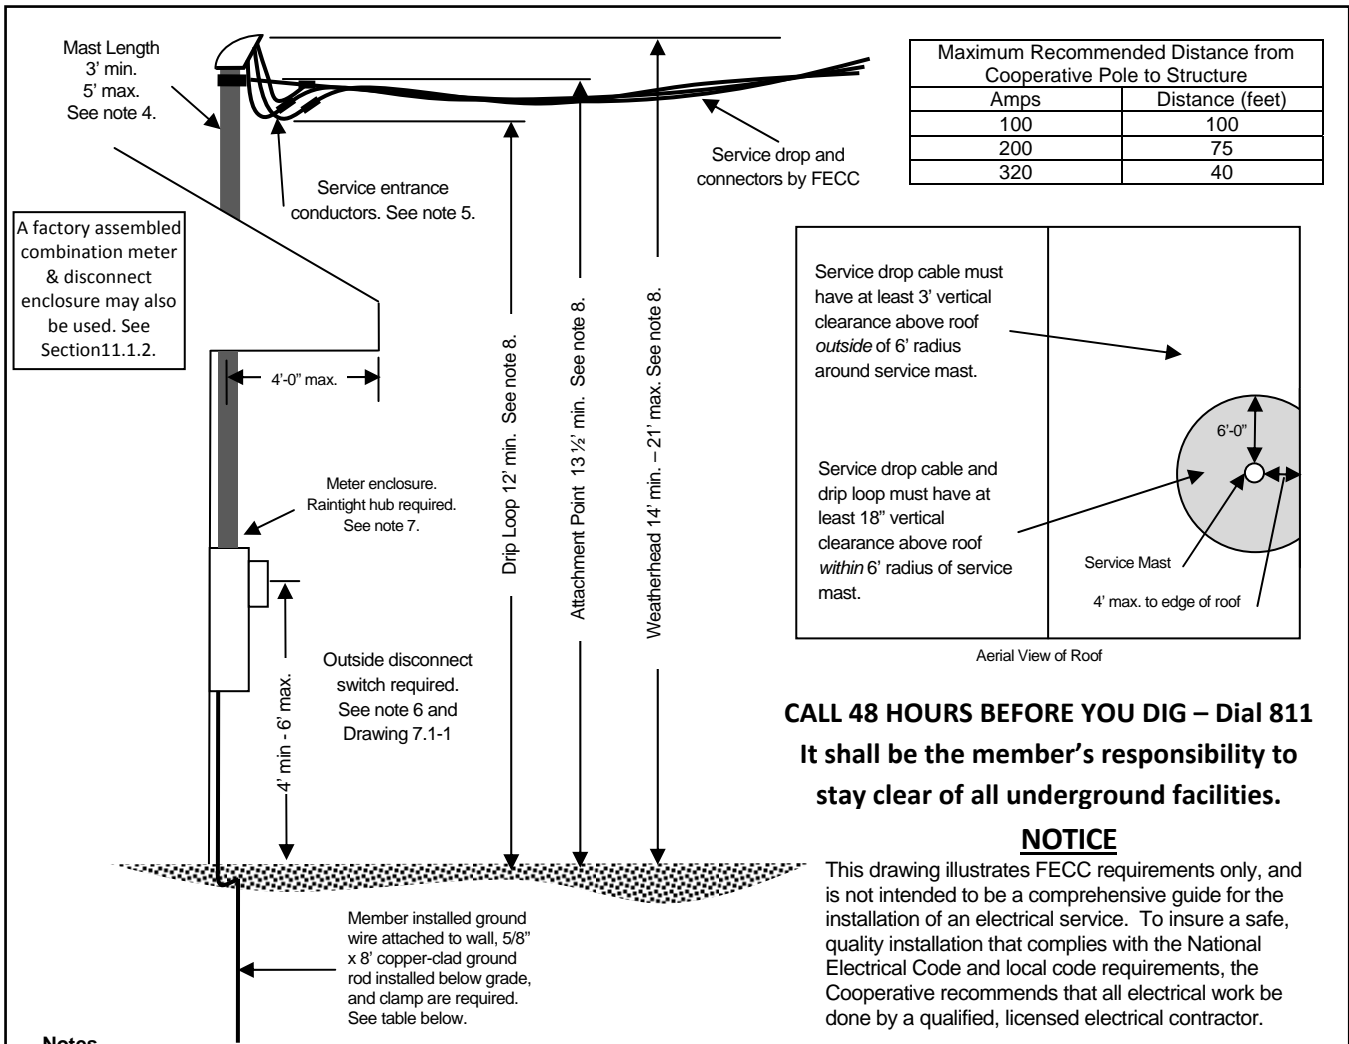 Mast Length
3’ min.
5’ max.
See note 4.
Service entrance
conductors. See note 5.
Service drop and
connectors by FECC
A factory assembled
combination meter
& disconnect
enclosure may also
be used. See
Section11.1.2.
4'-0” max.
Meter enclosure.
Raintight hub required.
See note 7.
Outside disconnect
switch required.
See note 6 and
Drawing 7.1-1
4’ min - 6’ max.
Drip Loop 12’ min. See note 8.
Attachment Point 13 ½’ min. See note 8.
Weatherhead 14’ min. – 21’ max. See note 8.
Member installed ground
wire attached to wall, 5/8”
x 8’ copper-clad ground
rod installed below grade,
and clamp are required.
See table below.
Maximum Recommended Distance from
Cooperative Pole to Structure
Amps Distance (feet)
100 100
200 75
320 40
Service drop cable must
have at least 3’ vertical
clearance above roof
outside of 6’ radius
around service mast.
Service drop cable and
drip loop must have at
least 18” vertical
clearance above roof
within 6’ radius of service
mast.
6’-0”
Service Mast
4’ max. to edge of roof
Aerial View of Roof
CALL 48 HOURS BEFORE YOU DIG – Dial 811
It shall be the member’s responsibility to
stay clear of all underground facilities.
NOTICE
This drawing illustrates FECC requirements only, and
is not intended to be a comprehensive guide for the
installation of an electrical service. To insure a safe,
quality installation that complies with the National
Electrical Code and local code requirements, the
Cooperative recommends that all electrical work be
done by a qualified, licensed electrical contractor.
Notes